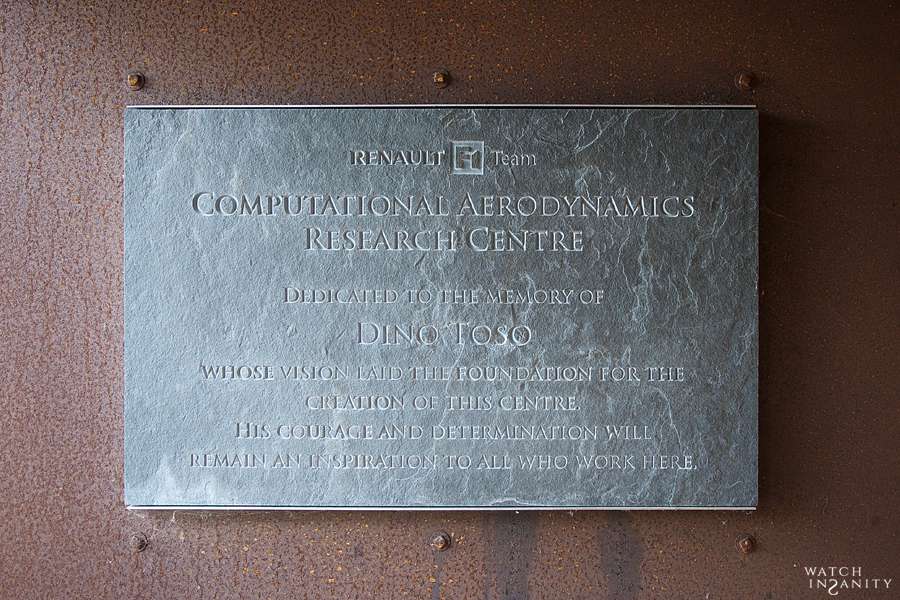 RENAULT F1 Team
COMPUTATIONAL AERODYNAMICS
RESEARCH CENTRE
DEDICATED TO THE MEMORY OF
DINO TOSO
WHOSE VISION LAID THE FOUNDATION FOR THE
CREATION OF THIS CENTRE.
HIS COURAGE AND DETERMINATION WILL
REMAIN AN INSPIRATION TO ALL WHO WORK HERE.
WATCH
INSANITY